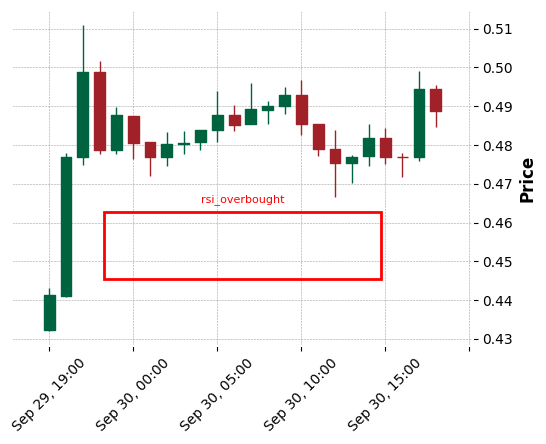 0.51
0.50
0.49
0.48
0.47
rsi_overbought
0.46
0.45
0.44
0.43
Price
Sep 29, 19:00
Sep 30, 00:00
Sep 30, 05:00
Sep 30, 10:00
Sep 30, 15:00